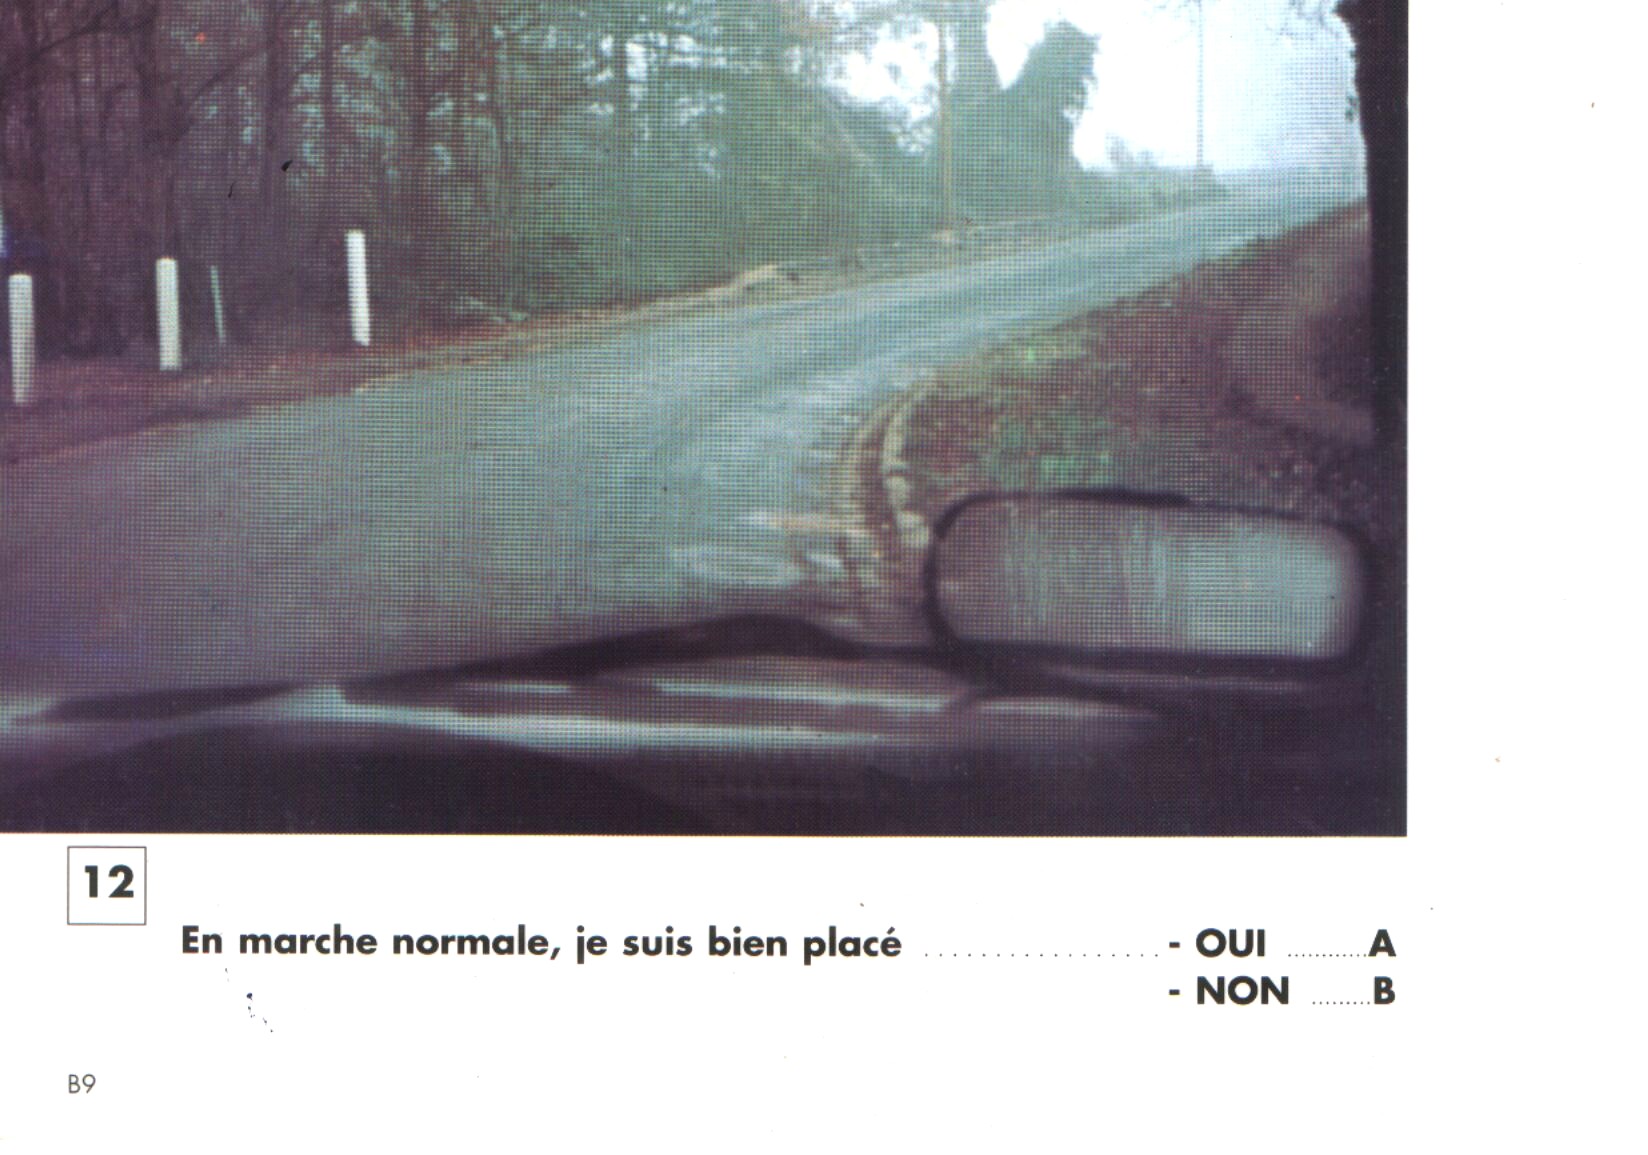 12
En marche normale, je suis bien placé ................. - OUI ............A
- NON .........B
B9